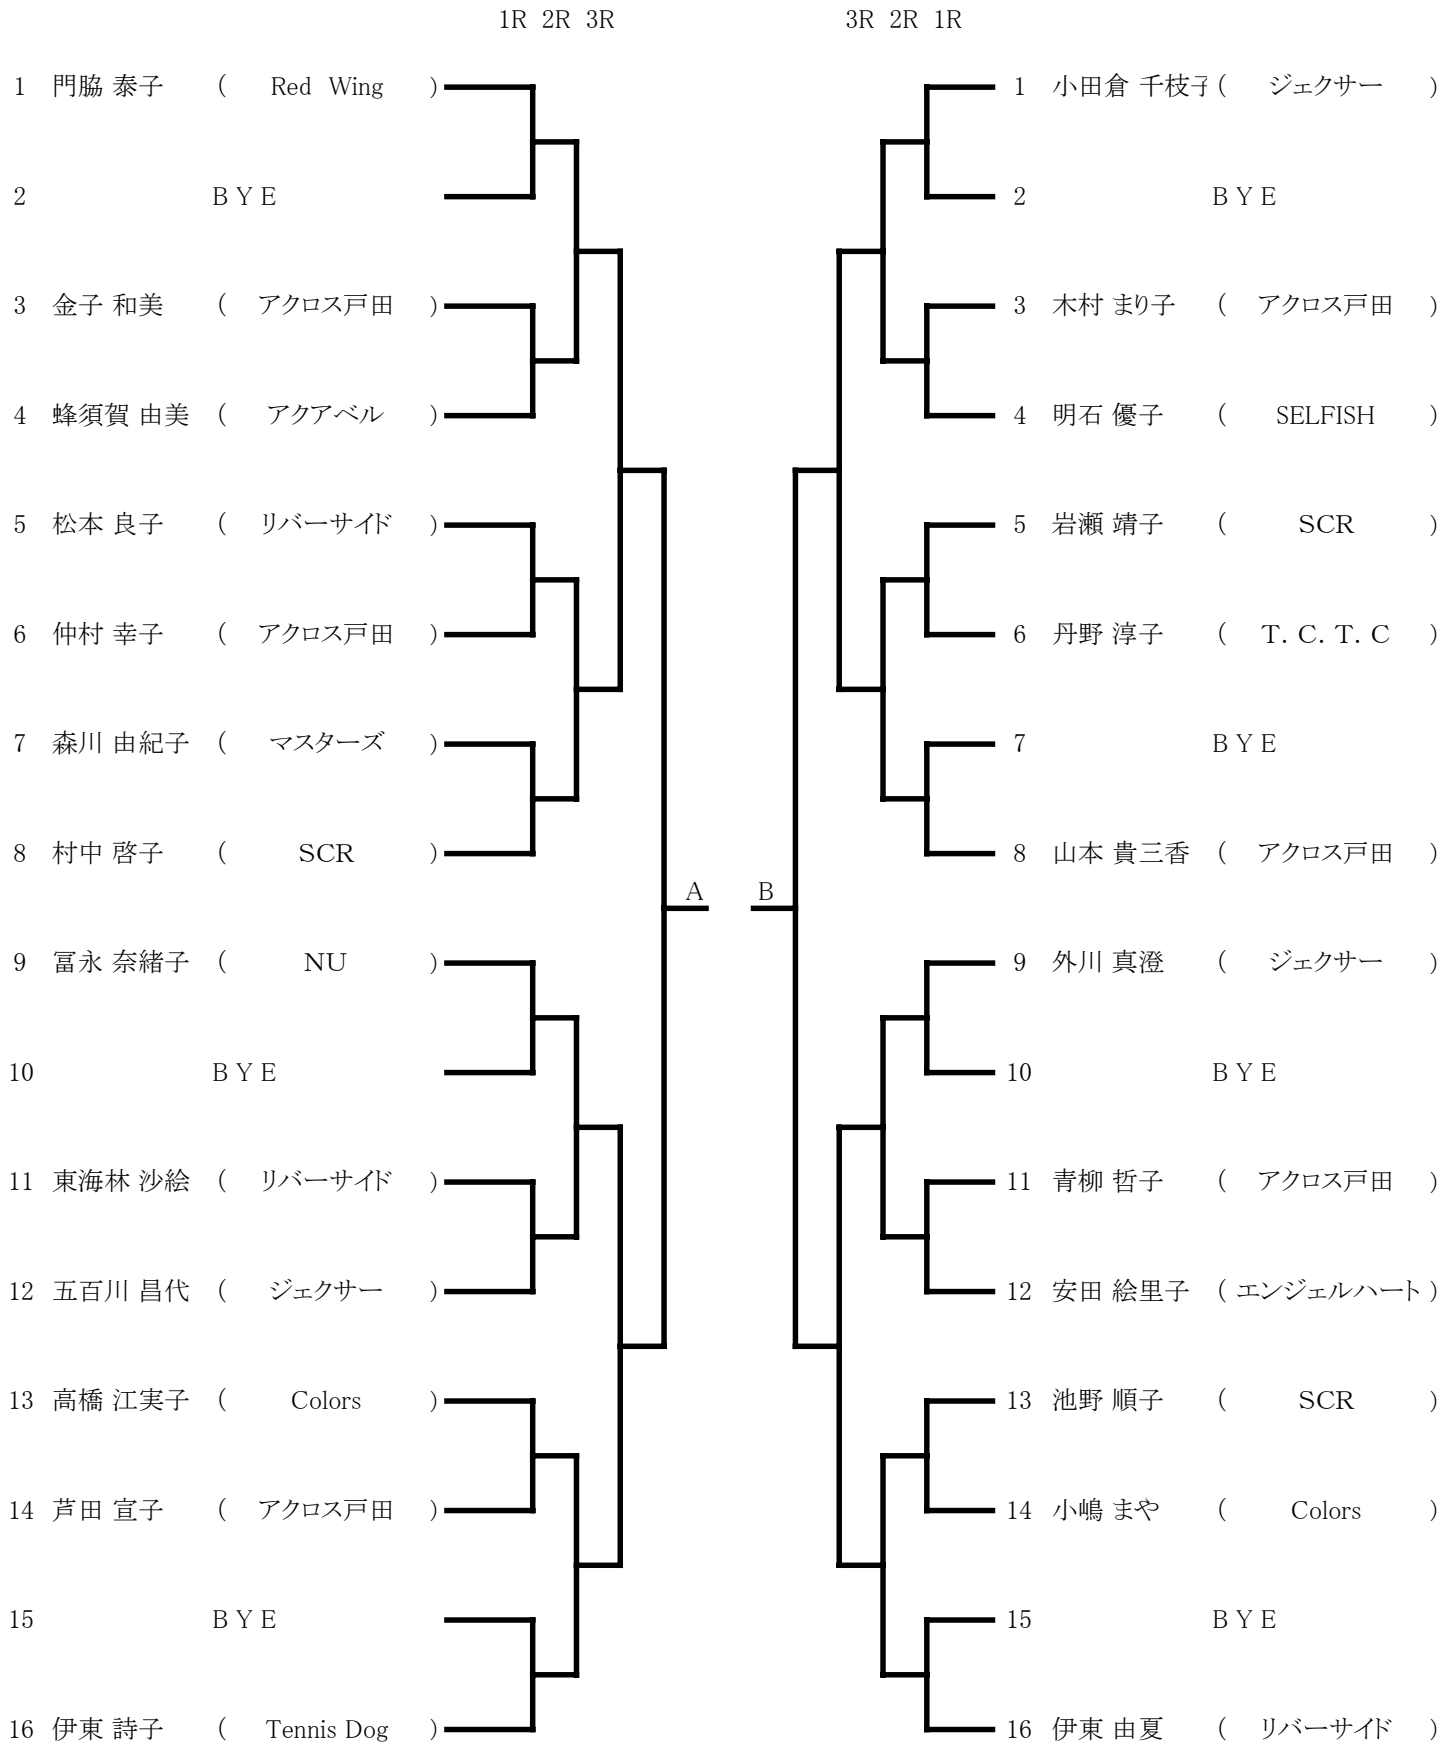 1R 2R 3R 3R 2R 1R
1 門脇 泰子 ( Red Wing ) 1 小田倉 千枝子 ( ジェクサー )
2 BYE 2 BYE
3 金子 和美 ( アクロス戸田 ) 3 木村 まり子 ( アクロス戸田 )
4 蜂須賀 由美 ( アクアベル ) 4 明石 優子 ( SELFISH )
5 松本 良子 ( リバーサイド ) 5 岩瀬 靖子 ( SCR )
6 仲村 幸子 ( アクロス戸田 ) 6 丹野 淳子 ( T.C.T.C )
7 森川 由紀子 ( マスターズ ) 7 BYE
8 村中 啓子 ( SCR ) 8 山本 貴三香 ( アクロス戸田 )
A B
9 冨永 奈緒子 ( NU ) 9 外川 真澄 ( ジェクサー )
10 BYE 10 BYE
11 東海林 沙絵 ( リバーサイド ) 11 青柳 哲子 ( アクロス戸田 )
12 五百川 昌代 ( ジェクサー ) 12 安田 絵里子 ( エンジェルハート )
13 高橋 江実子 ( Colors ) 13 池野 順子 ( SCR )
14 芦田 宣子 ( アクロス戸田 ) 14 小嶋 まや ( Colors )
15 BYE 15 BYE
16 伊東 詩子 ( Tennis Dog ) 16 伊東 由夏 ( リバーサイド )